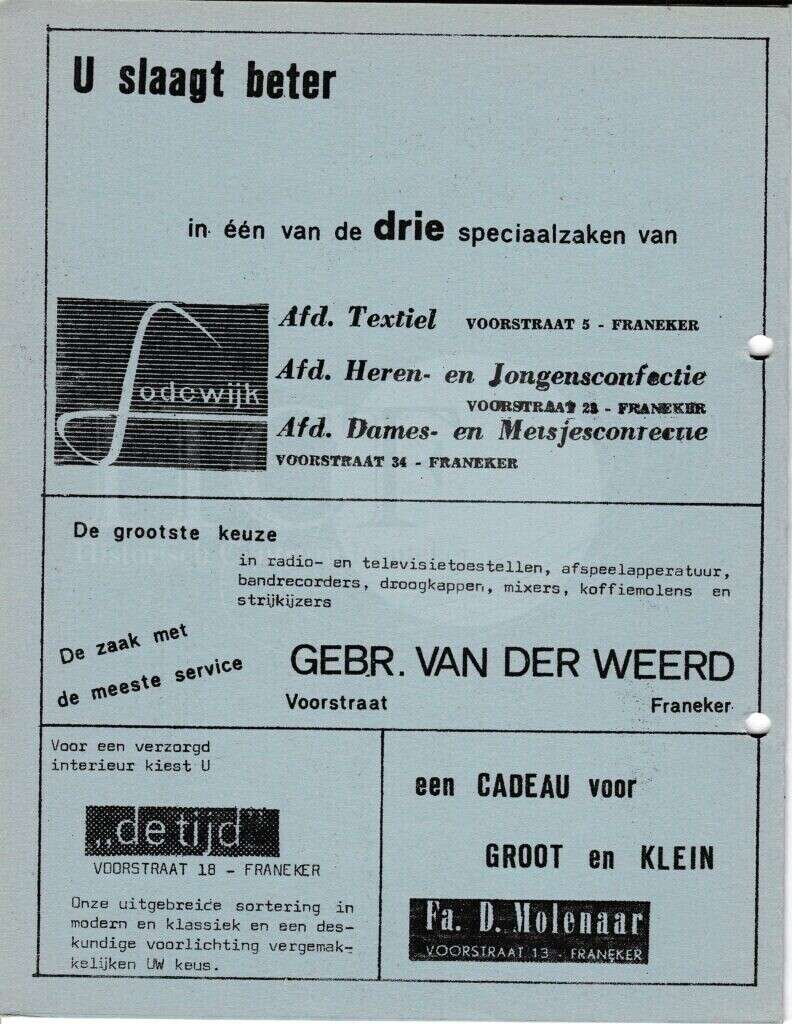 U slaagt beter
in één van de drie speciaalzaken van
Lodewijk
Afd. Textiel VOORSTRAAT 5 - FRANEKER
Afd. Heren- en Jongensconfectie
VOORSTRAAT 28 - FRANEKER
Afd. Dames- en Meisjesconfectie
VOORSTRAAT 34 - FRANEKER
De grootste keuze
in radio- en televisietoestellen, afspeelapperatuur,
bandrecorders, droogkappen, mixers, koffiemolens en
strijkijzers
De zaak met
de meeste service
GEBR. VAN DER WEERD
Voorstraat Franeker
Voor een verzorgd
interieur kiest U
„de tijd"
VOORSTRAAT 18 - FRANEKER
Onze uitgebreide sortering in
modern en klassiek en een des-
kundige voorlichting vergemak-
kelijken UW keus.
een CADEAU voor
GROOT en KLEIN
Fa. D. Molenaar
VOORSTRAAT 13 - FRANEKER